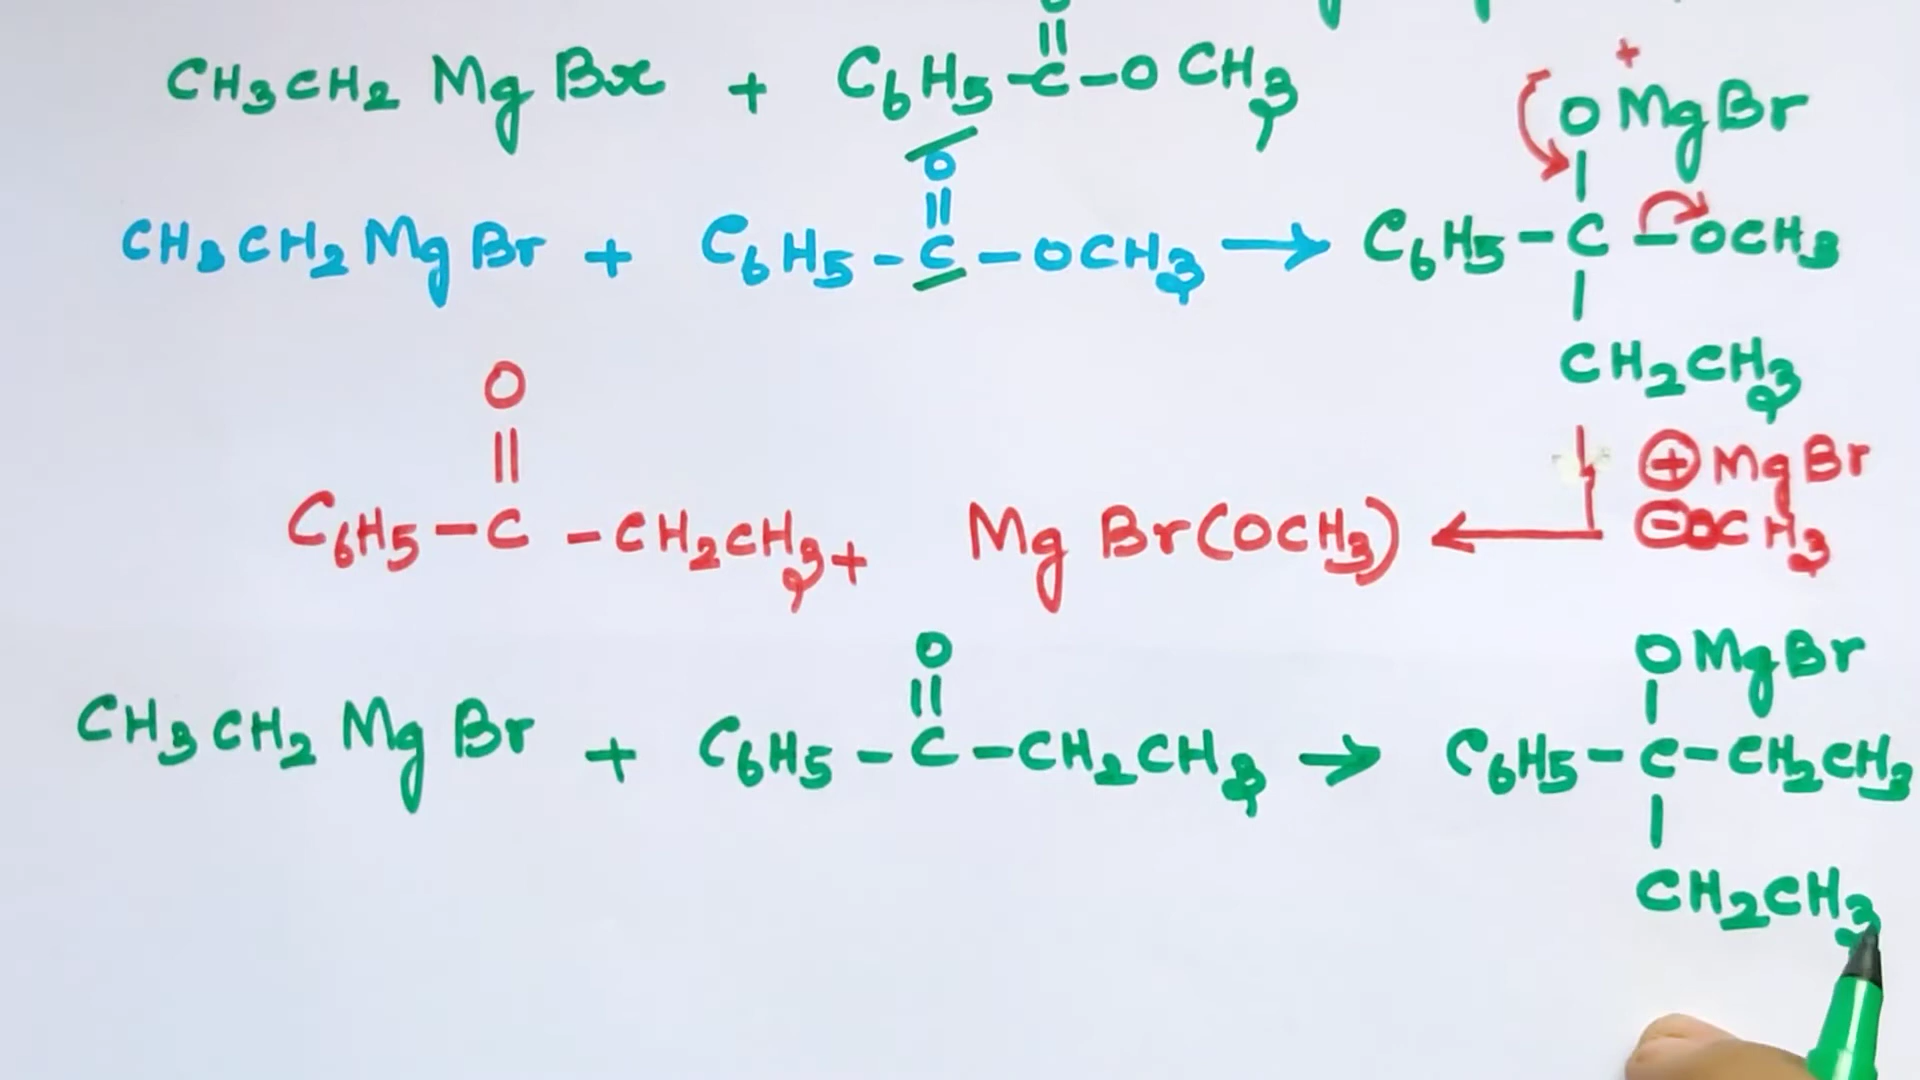 O
CH3CH2 MgBr + C6H5-C-OCH3
+
OMgBr
O
CH3CH2MgBr + C6H5-C-OCH3 → C6H5-C-OCH3
CH2CH3
O
⊕MgBr
C6H5-C-CH2CH3 + MgBr(OCH3) ← ⊖OCH3
O
OMgBr
CH3CH2MgBr + C6H5-C-CH2CH3 → C6H5-C-CH2CH3
CH2CH3